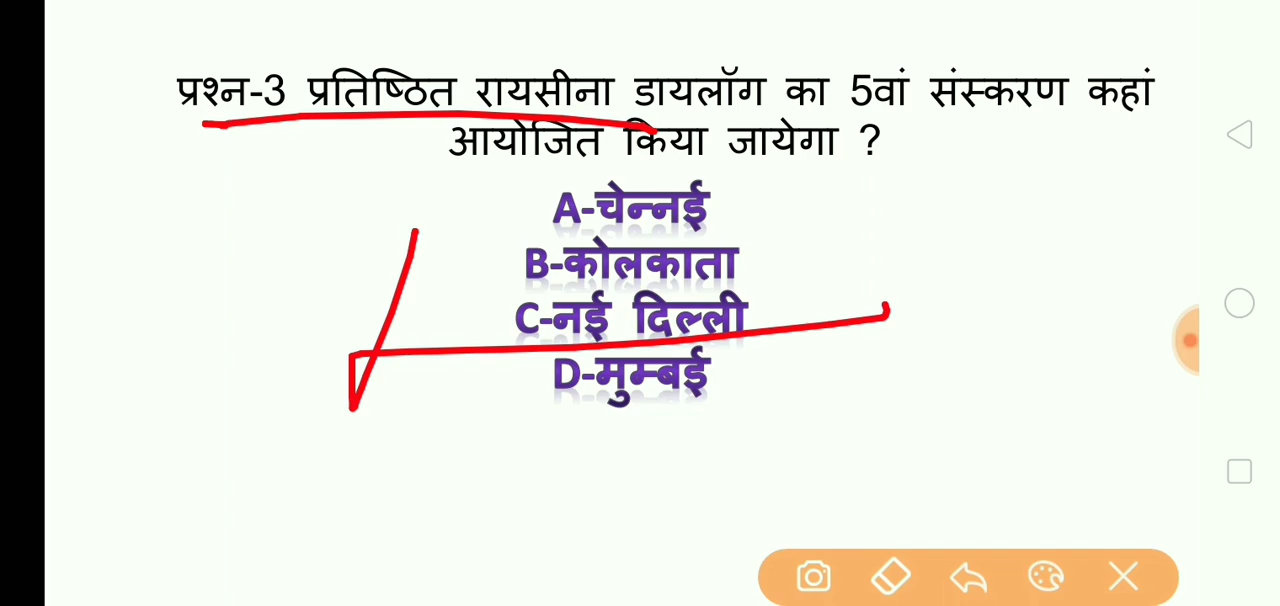 प्रश्न-3 प्रतिष्ठित रायसीना डायलॉग का 5वां संस्करण कहां
आयोजित किया जायेगा ?
A-चेन्नई
B-कोलकाता
C-नई दिल्ली
D-मुम्बई